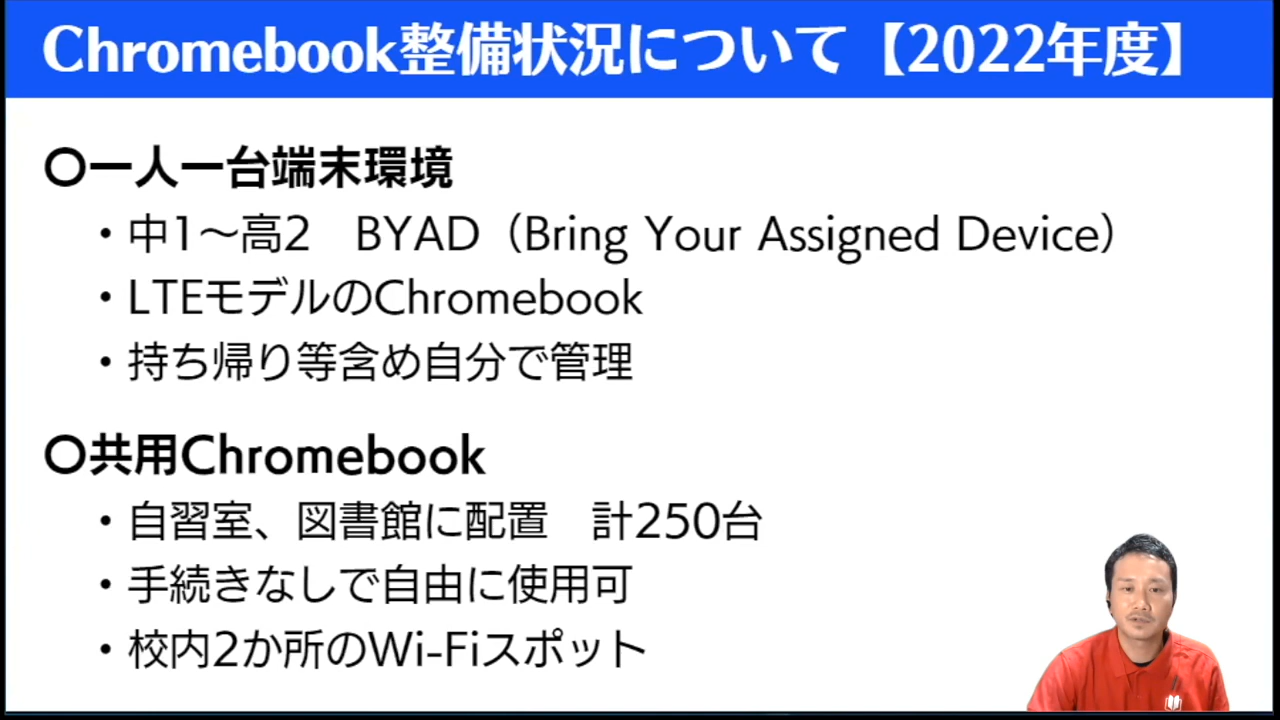 Chromebook整備状況について【2022年度】
〇一人一台端末環境
・中1～高2　BYAD（Bring Your Assigned Device）
・LTEモデルのChromebook
・持ち帰り等含め自分で管理
〇共用Chromebook
・自習室、図書館に配置　計250台
・手続きなしで自由に使用可
・校内2か所のWi-Fiスポット